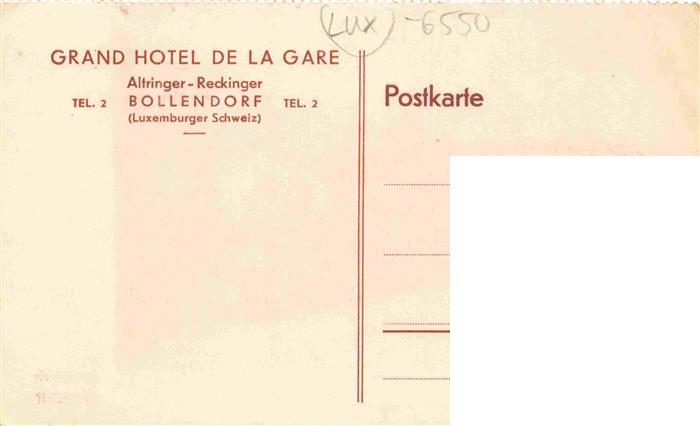 (LUX) -6550
GRAND HOTEL DE LA GARE
Altringer-Reckinger
TEL. 2 BOLLENDORF TEL. 2
(Luxemburger Schweiz)
Postkarte